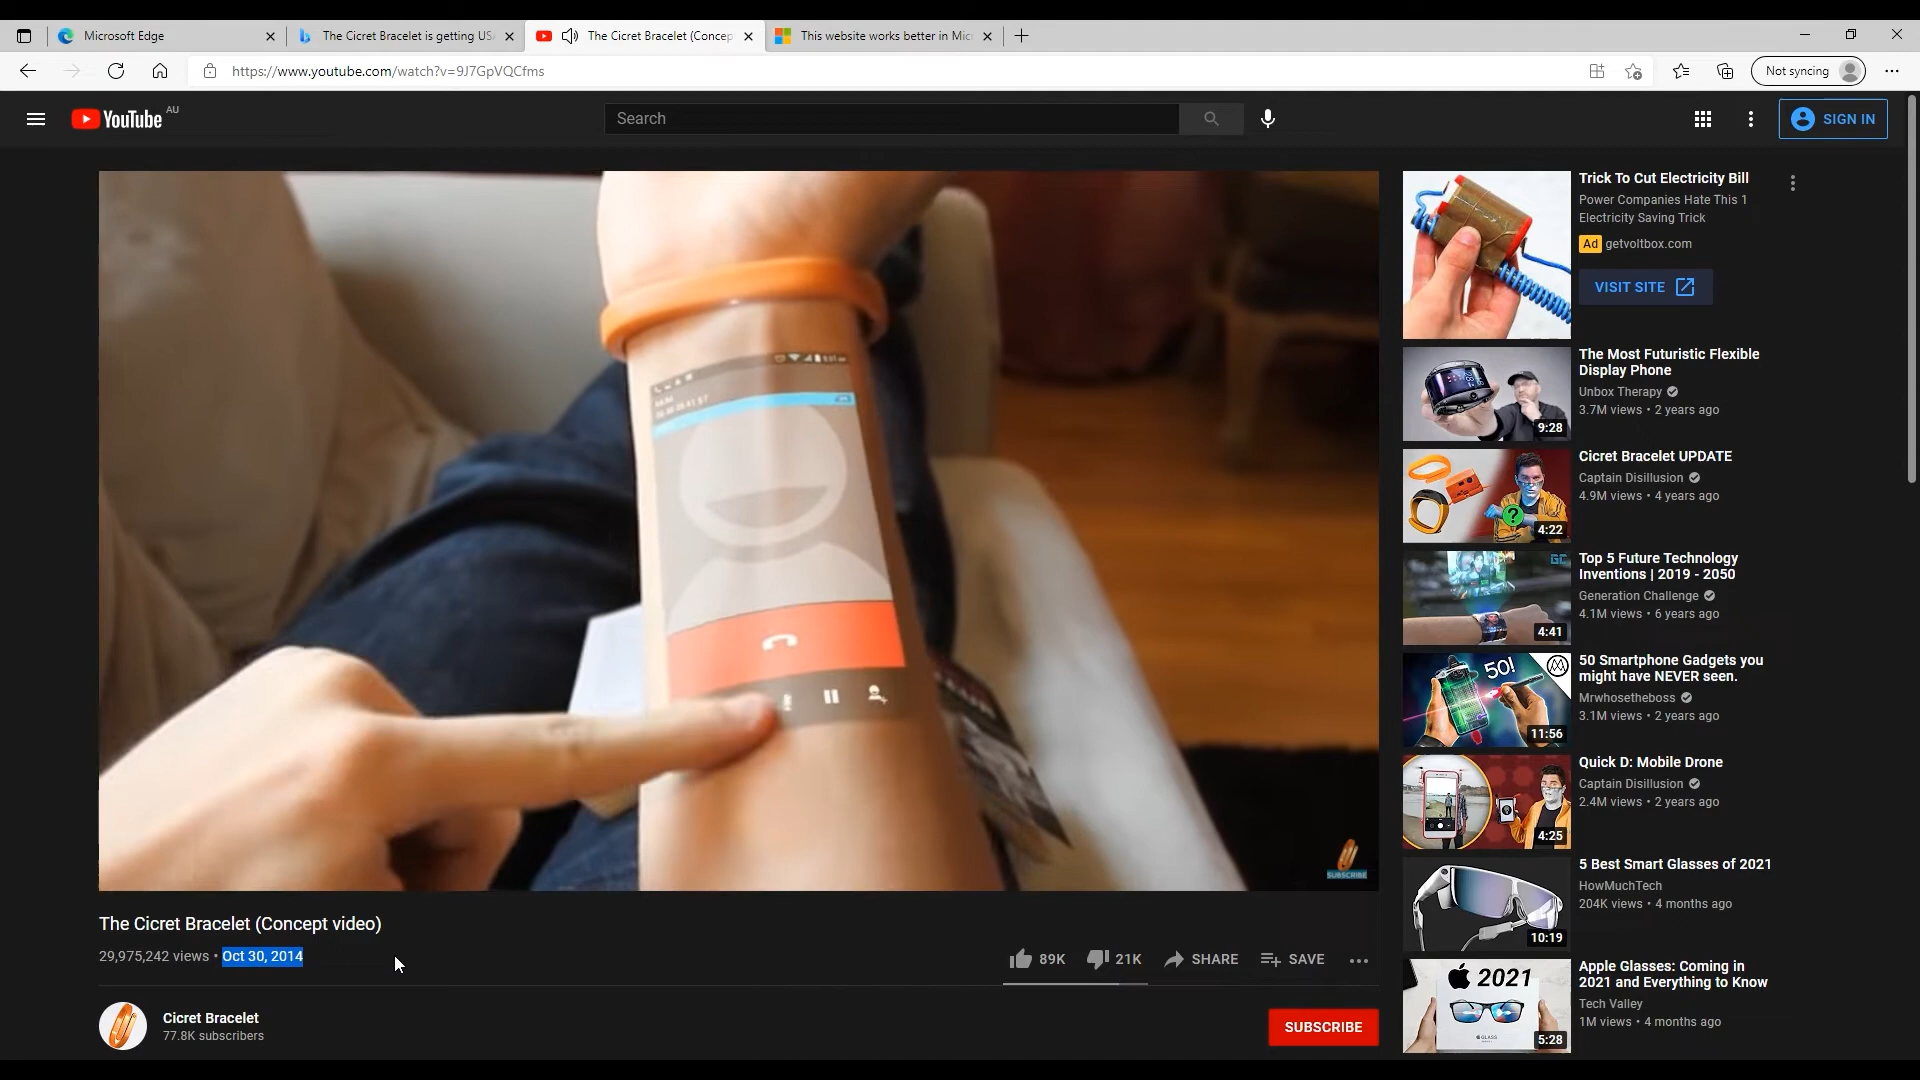 Microsoft Edge
The Cicret Bracelet is getting US
The Cicret Bracelet (Concep
This website works better in Mic
https://www.youtube.com/watch?v=9J7GpVQCfms
Not syncing
YouTube AU
Search
SIGN IN
SUBSCRIBE
The Cicret Bracelet (Concept video)
29,975,242 views • Oct 30, 2014
89K
21K
SHARE
SAVE
Cicret Bracelet
77.8K subscribers
SUBSCRIBE
Trick To Cut Electricity Bill
Power Companies Hate This 1
Electricity Saving Trick
Ad getvoltbox.com
VISIT SITE
The Most Futuristic Flexible
Display Phone
Unbox Therapy
3.7M views • 2 years ago
9:28
Cicret Bracelet UPDATE
Captain Disillusion
4.9M views • 4 years ago
?
4:22
Top 5 Future Technology
Inventions | 2019 - 2050
Generation Challenge
4.1M views • 6 years ago
GC
4:41
50 Smartphone Gadgets you
might have NEVER seen.
Mrwhosetheboss
3.1M views • 2 years ago
50!
11:56
Quick D: Mobile Drone
Captain Disillusion
2.4M views • 2 years ago
4:25
5 Best Smart Glasses of 2021
HowMuchTech
204K views • 4 months ago
10:19
Apple Glasses: Coming in
2021 and Everything to Know
Tech Valley
1M views • 4 months ago
2021
GLASS
5:28